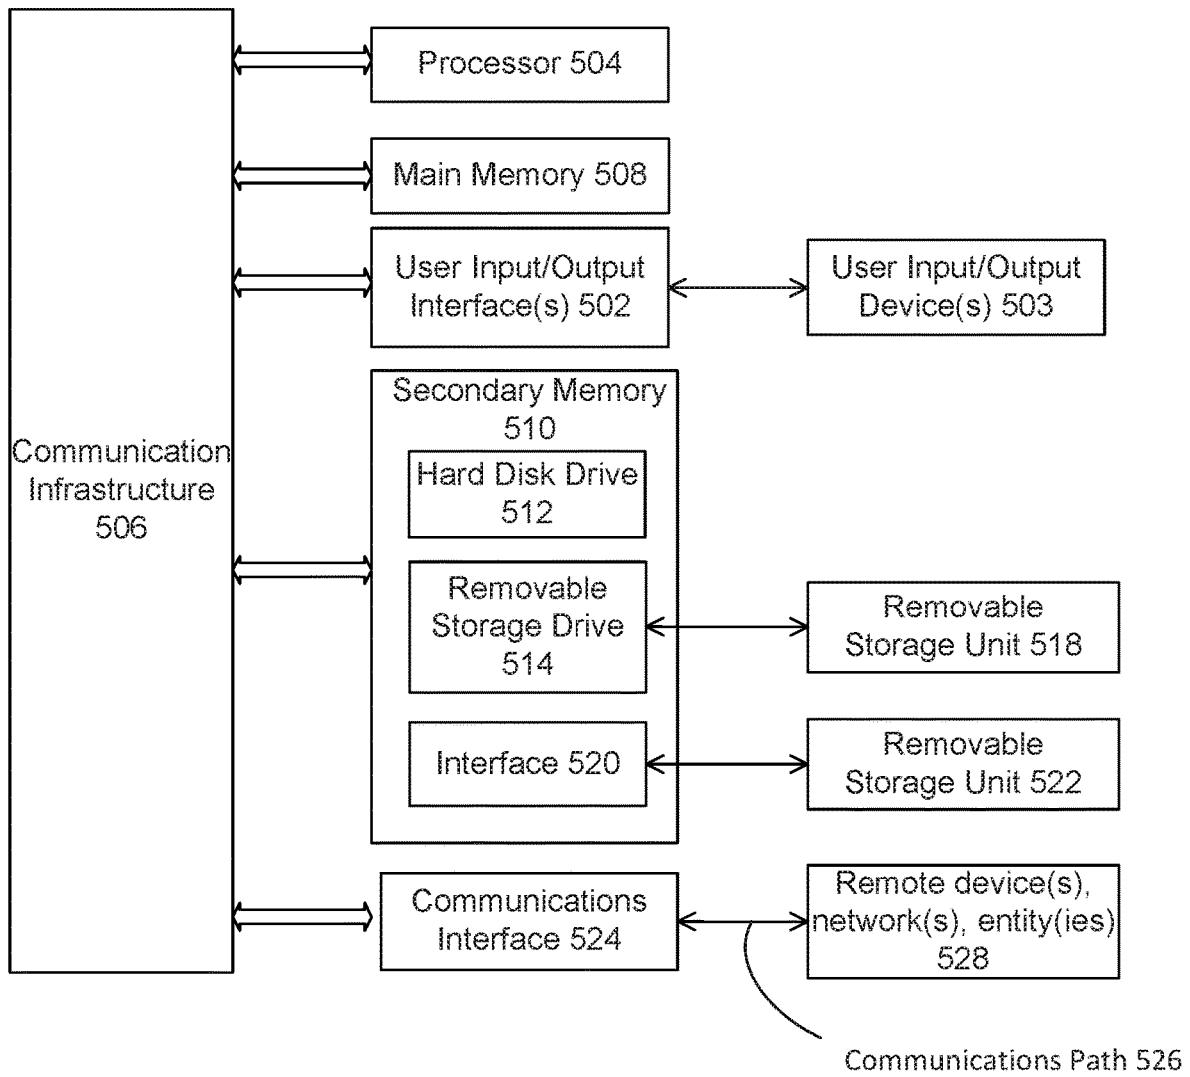 Processor 504
Main Memory 508
User Input/Output
Interface(s) 502
User Input/Output
Device(s) 503
Communication
Infrastructure
506
Secondary Memory
510
Hard Disk Drive
512
Removable
Storage Drive
514
Removable
Storage Unit 518
Interface 520
Removable
Storage Unit 522
Communications
Interface 524
Remote device(s),
network(s), entity(ies)
528
Communications Path 526